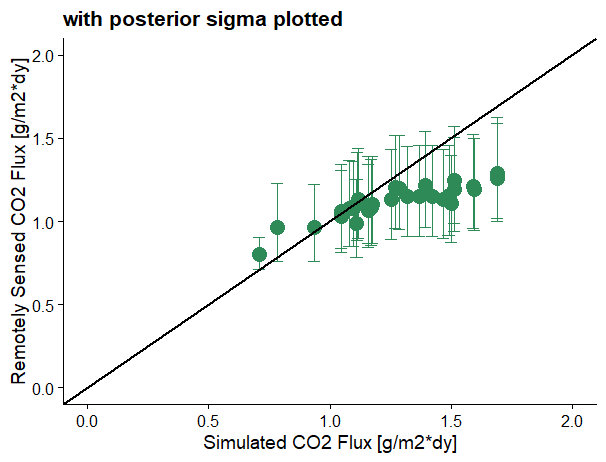 with posterior sigma plotted
Remotely Sensed CO2 Flux [g/m2*dy]
2.0
1.5
1.0
0.5
0.0
0.0 0.5 1.0 1.5 2.0
Simulated CO2 Flux [g/m2*dy]